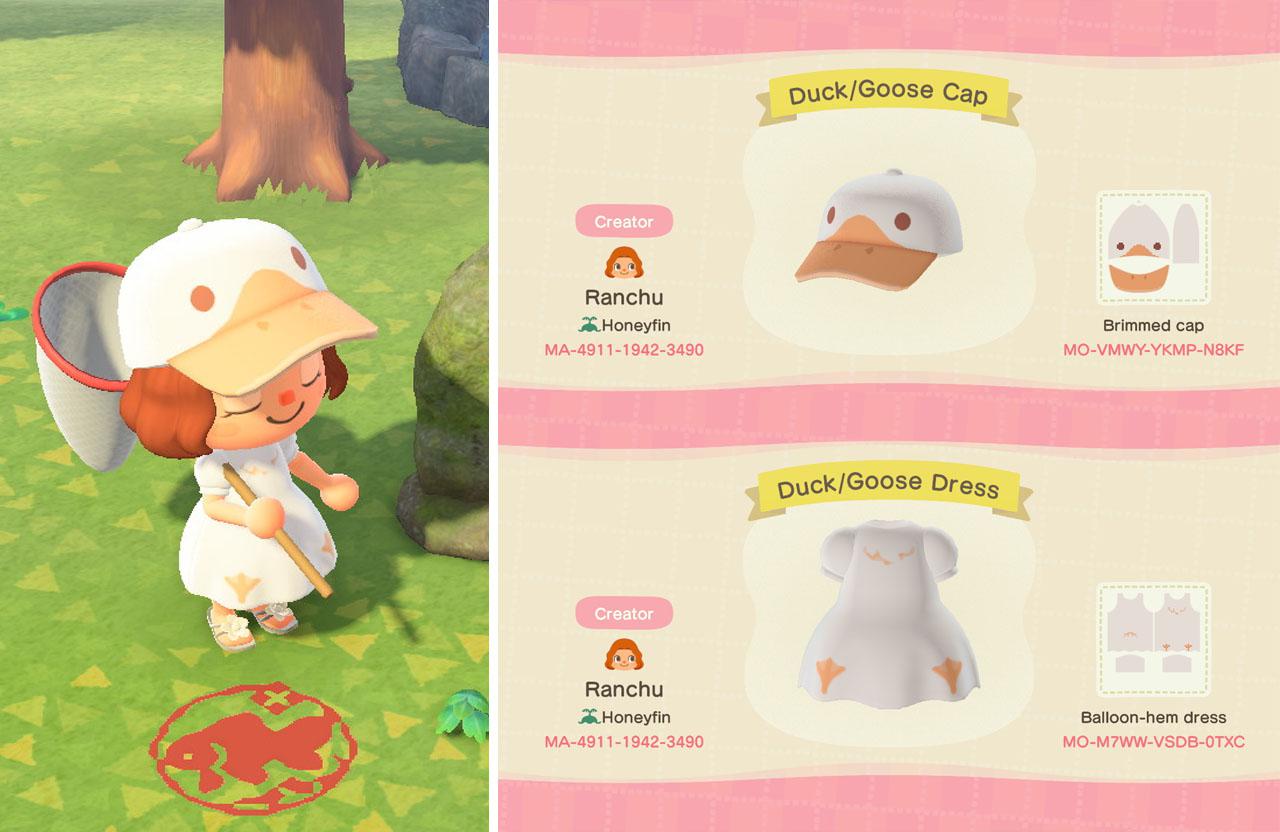 Duck/Goose Cap
Creator
Ranchu
Honeyfin
MA-4911-1942-3490
Brimmed cap
MO-VMWY-YKMP-N8KF
Duck/Goose Dress
Creator
Ranchu
Honeyfin
MA-4911-1942-3490
Balloon-hem dress
MO-M7WW-VSDB-0TXC